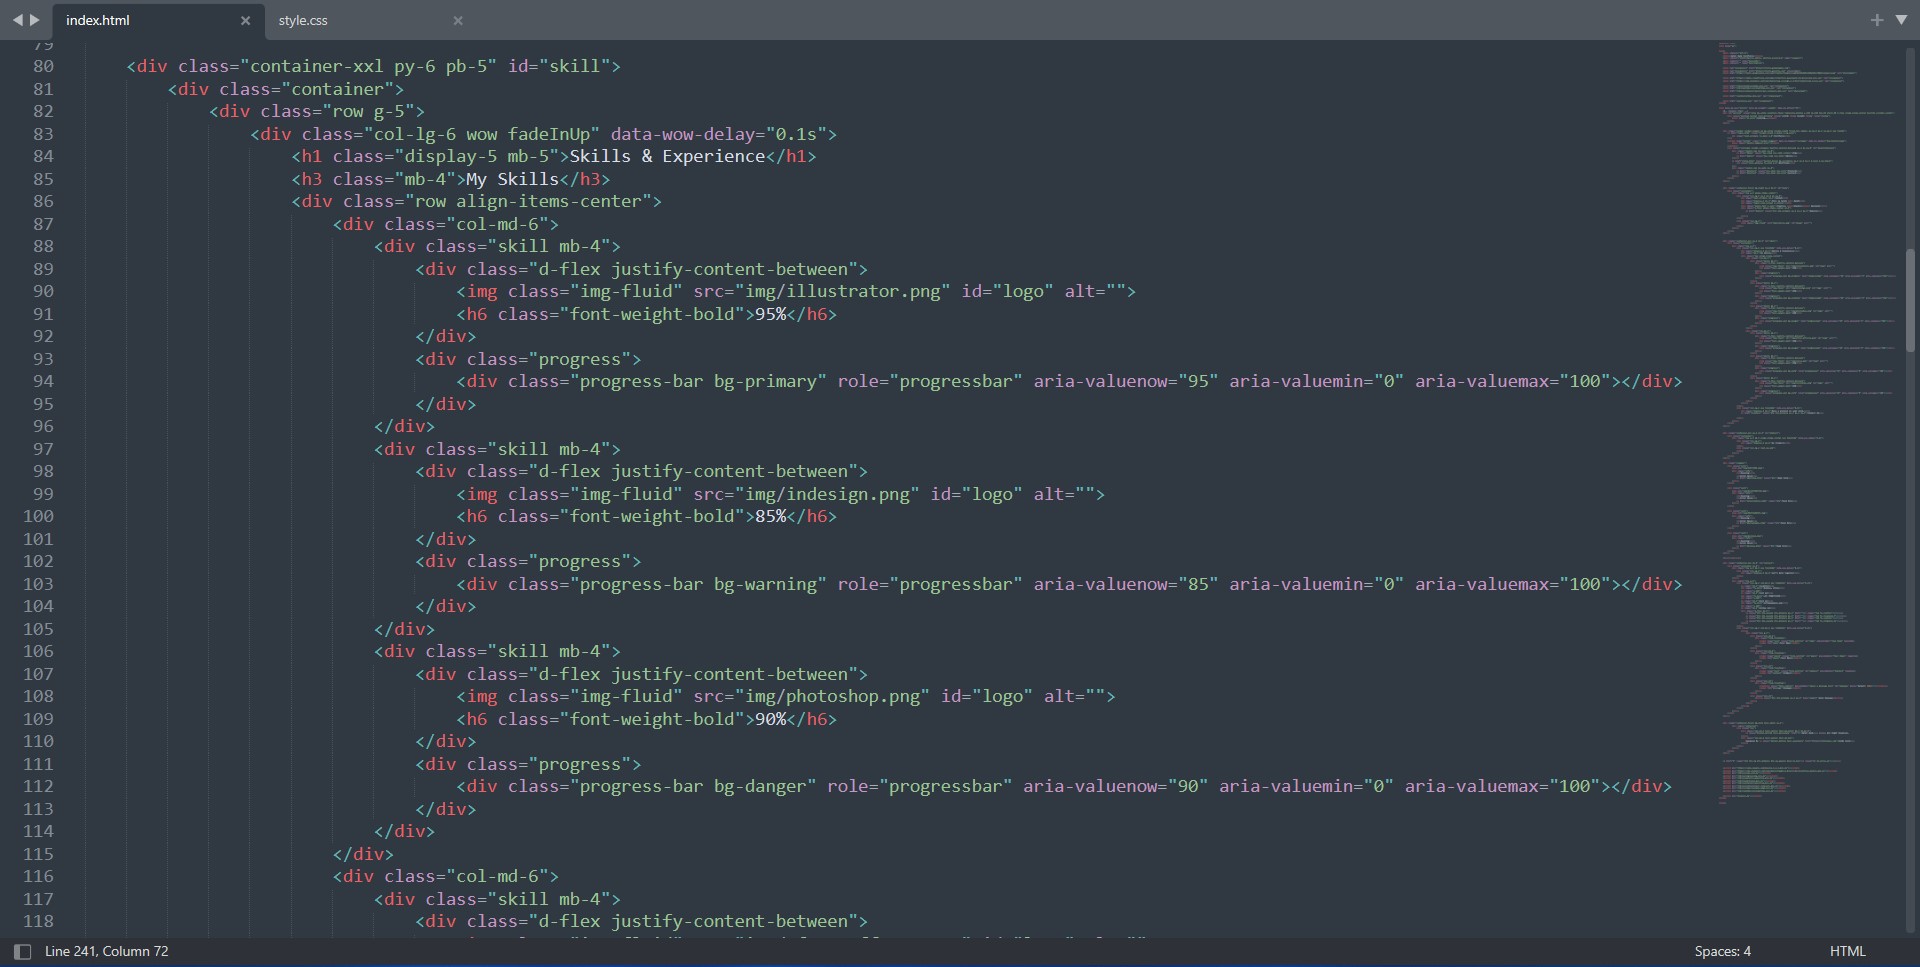 index.html
style.css
79
80 <div class="container-xxl py-6 pb-5" id="skill">
81 <div class="container">
82 <div class="row g-5">
83 <div class="col-lg-6 wow fadeInUp" data-wow-delay="0.1s">
84 <h1 class="display-5 mb-5">Skills & Experience</h1>
85 <h3 class="mb-4">My Skills</h3>
86 <div class="row align-items-center">
87 <div class="col-md-6">
88 <div class="skill mb-4">
89 <div class="d-flex justify-content-between">
90 <img class="img-fluid" src="img/illustrator.png" id="logo" alt="">
91 <h6 class="font-weight-bold">95%</h6>
92 </div>
93 <div class="progress">
94 <div class="progress-bar bg-primary" role="progressbar" aria-valuenow="95" aria-valuemin="0" aria-valuemax="100"></div>
95 </div>
96 </div>
97 <div class="skill mb-4">
98 <div class="d-flex justify-content-between">
99 <img class="img-fluid" src="img/indesign.png" id="logo" alt="">
100 <h6 class="font-weight-bold">85%</h6>
101 </div>
102 <div class="progress">
103 <div class="progress-bar bg-warning" role="progressbar" aria-valuenow="85" aria-valuemin="0" aria-valuemax="100"></div>
104 </div>
105 </div>
106 <div class="skill mb-4">
107 <div class="d-flex justify-content-between">
108 <img class="img-fluid" src="img/photoshop.png" id="logo" alt="">
109 <h6 class="font-weight-bold">90%</h6>
110 </div>
111 <div class="progress">
112 <div class="progress-bar bg-danger" role="progressbar" aria-valuenow="90" aria-valuemin="0" aria-valuemax="100"></div>
113 </div>
114 </div>
115 </div>
116 <div class="col-md-6">
117 <div class="skill mb-4">
118 <div class="d-flex justify-content-between">
Line 241, Column 72
Spaces: 4
HTML